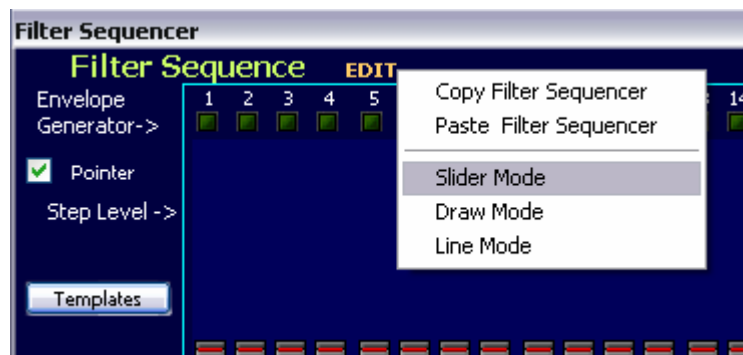 Filter Sequencer
Filter Sequence EDIT
Envelope
Generator->
1 2 3 4 5
14
Copy Filter Sequencer
Paste Filter Sequencer
Pointer
Slider Mode
Step Level ->
Draw Mode
Line Mode
Templates